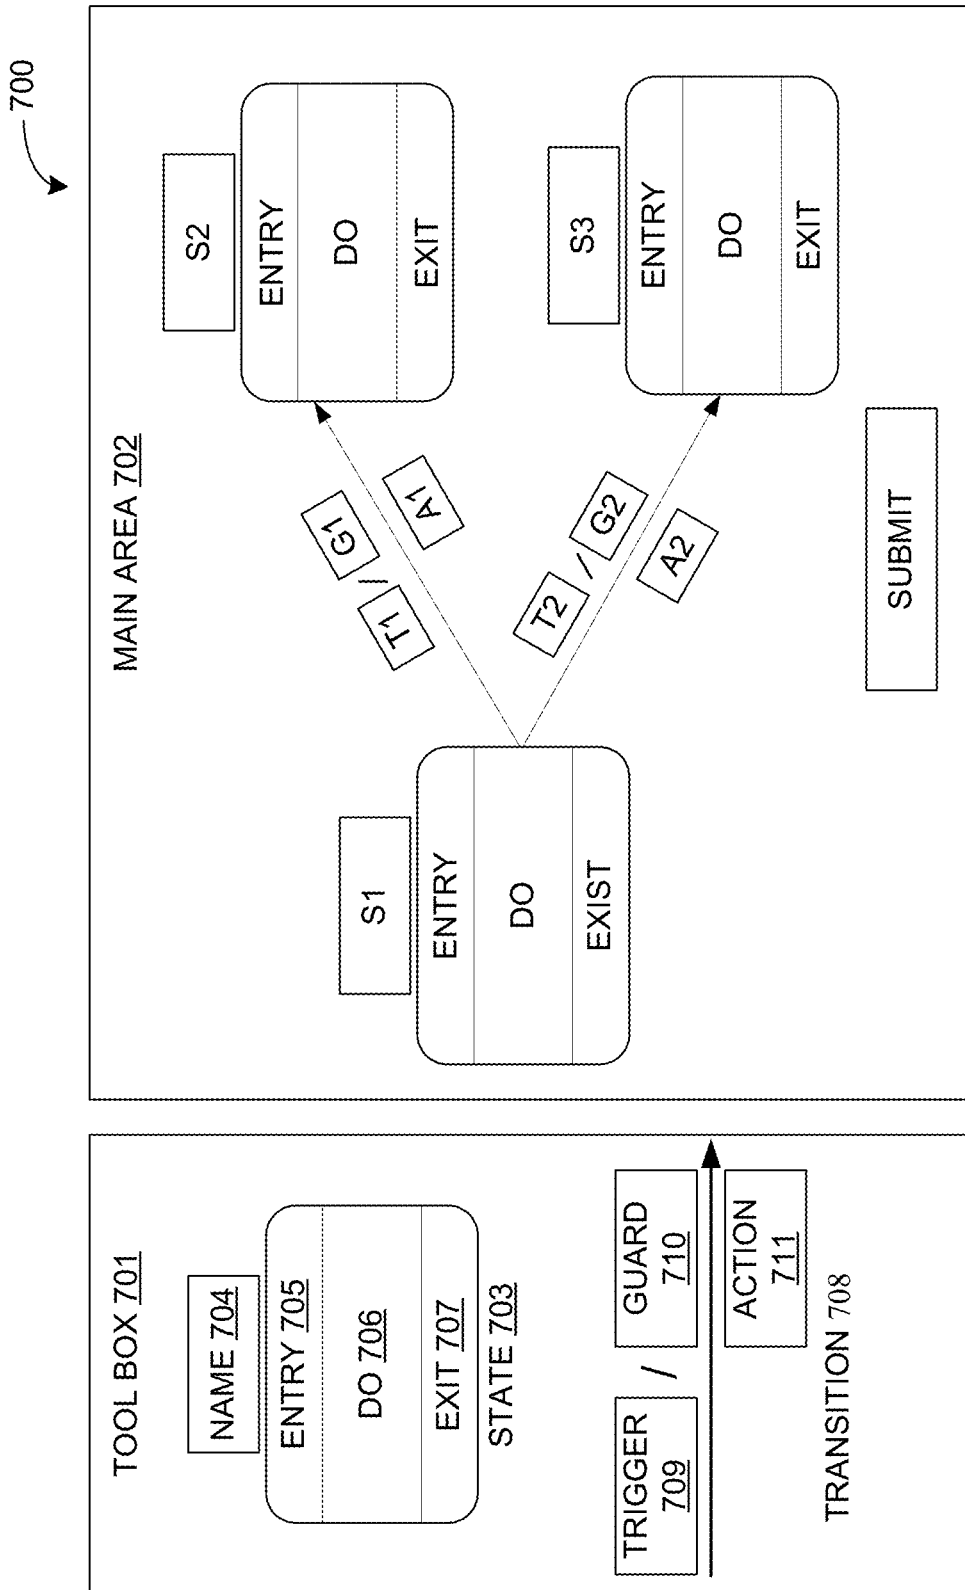 700
TOOL BOX 701
NAME 704
ENTRY 705
DO 706
EXIT 707
STATE 703
TRIGGER
709
/
GUARD
710
ACTION
711
TRANSITION 708
MAIN AREA 702
S1
ENTRY
DO
EXIST
T1 / G1
A1
S2
ENTRY
DO
EXIT
T2 / G2
A2
S3
ENTRY
DO
EXIT
SUBMIT